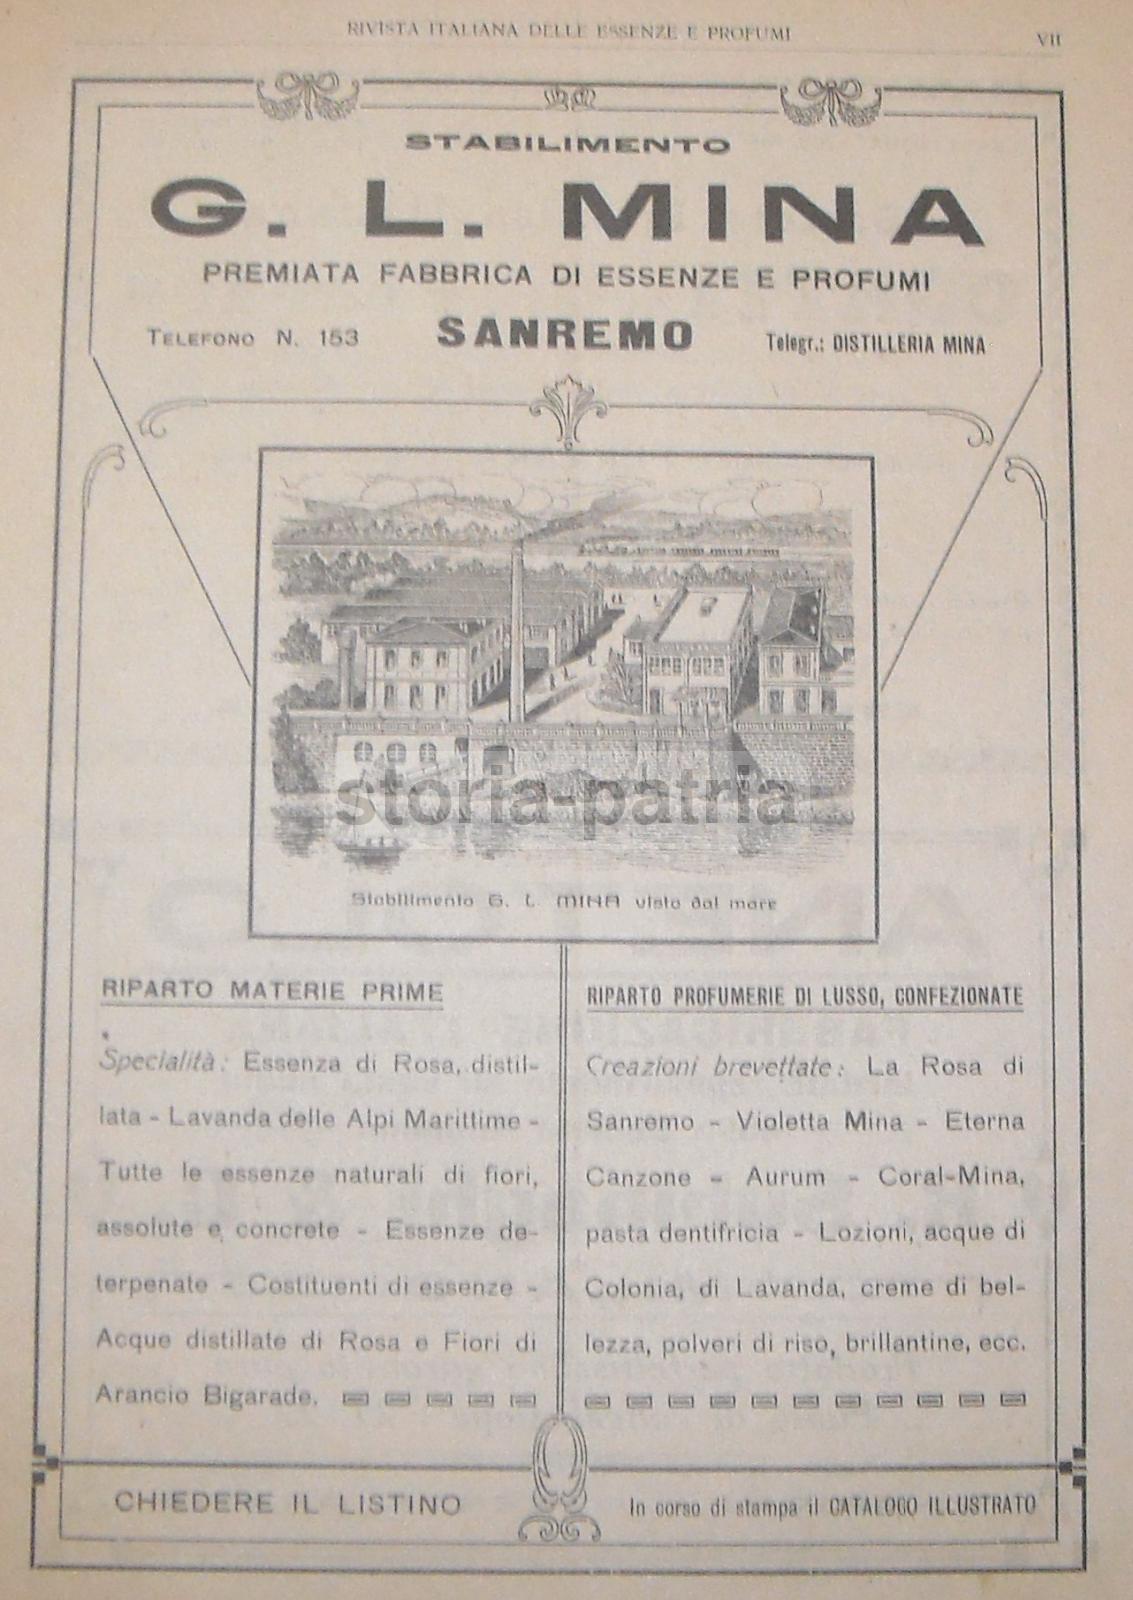 RIVISTA ITALIANA DELLE ESSENZE E PROFUMI
VII
STABILIMENTO
G. L. MINA
PREMIATA FABBRICA DI ESSENZE E PROFUMI
TELEFONO N. 153
SANREMO
Telegr.: DISTILLERIA MINA
storia-patria
Stabilimento G. L. MINA visto dal mare
RIPARTO MATERIE PRIME
Specialità: Essenza di Rosa, distil-
lata - Lavanda delle Alpi Marittime -
Tutte le essenze naturali di fiori,
assolute e concrete - Essenze de-
terpenate - Costituenti di essenze -
Acque distillate di Rosa e Fiori di
Arancio Bigarade.
RIPARTO PROFUMERIE DI LUSSO, CONFEZIONATE
Creazioni brevettate: La Rosa di
Sanremo - Violetta Mina - Eterna
Canzone - Aurum - Coral-Mina,
pasta dentifricia - Lozioni, acque di
Colonia, di Lavanda, creme di bel-
lezza, polveri di riso, brillantine, ecc.
CHIEDERE IL LISTINO
In corso di stampa il CATALOGO ILLUSTRATO